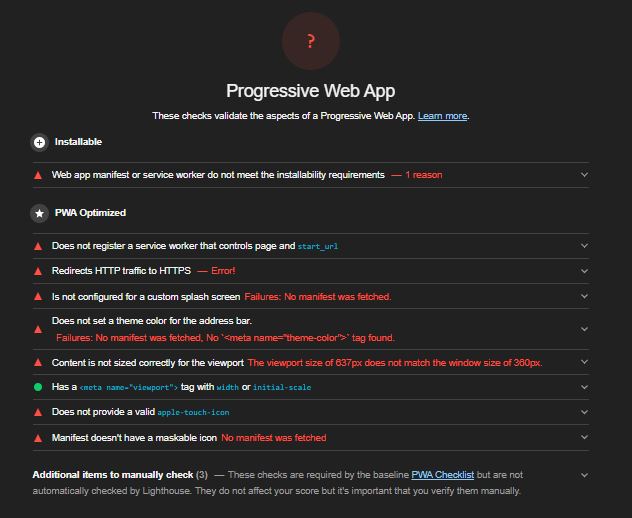 ?
Progressive Web App
These checks validate the aspects of a Progressive Web App. Learn more.
Installable
Web app manifest or service worker do not meet the installability requirements — 1 reason
PWA Optimized
Does not register a service worker that controls page and start_url
Redirects HTTP traffic to HTTPS — Error!
Is not configured for a custom splash screen Failures: No manifest was fetched.
Does not set a theme color for the address bar.
Failures: No manifest was fetched, No `<meta name="theme-color">` tag found.
Content is not sized correctly for the viewport The viewport size of 637px does not match the window size of 360px.
Has a <meta name="viewport"> tag with width or initial-scale
Does not provide a valid apple-touch-icon
Manifest doesn't have a maskable icon No manifest was fetched
Additional items to manually check (3) — These checks are required by the baseline PWA Checklist but are not
automatically checked by Lighthouse. They do not affect your score but it's important that you verify them manually.